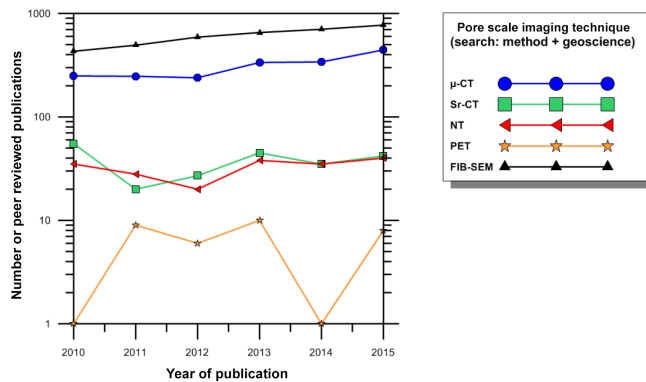 1000
100
10
1
Number or peer reviewed publications
2010
2011
2012
2013
2014
2015
Year of publication
Pore scale imaging technique
(search: method + geoscience)
µ-CT
Sr-CT
NT
PET
FIB-SEM